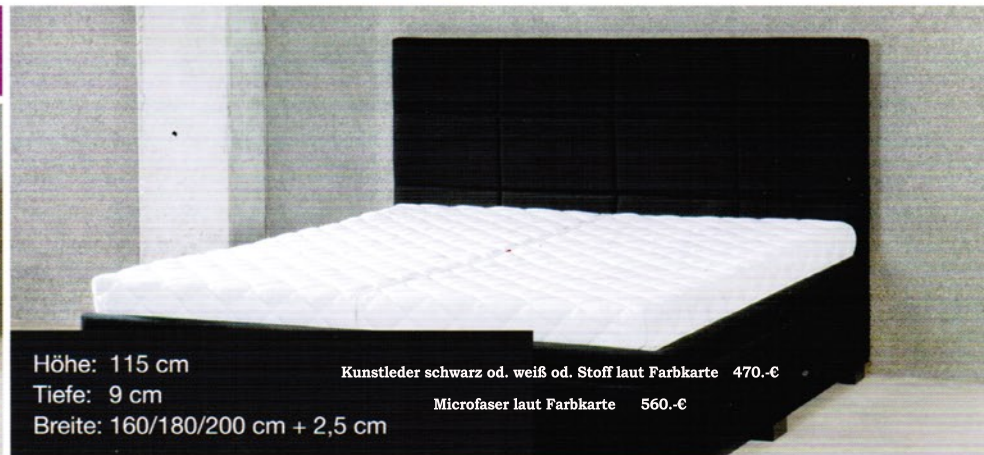 Höhe: 115 cm
Tiefe: 9 cm
Breite: 160/180/200 cm + 2,5 cm
Kunstleder schwarz od. weiß od. Stoff laut Farbkarte 470.-€
Microfaser laut Farbkarte 560.-€